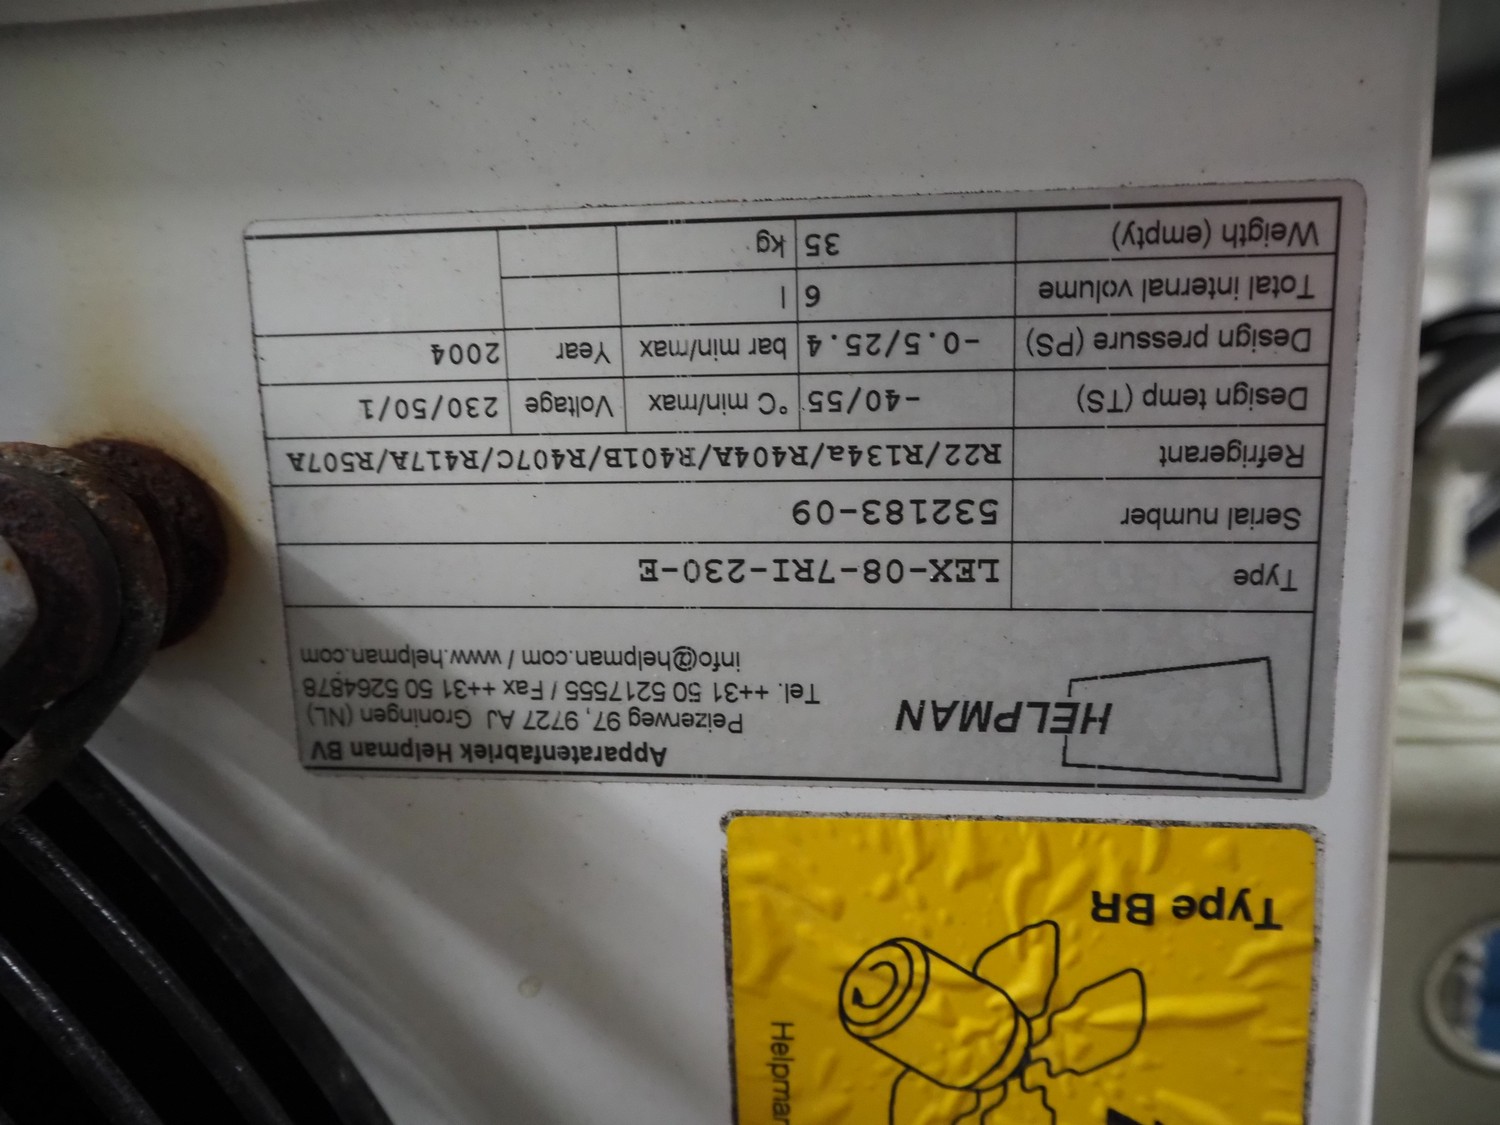 Apparatenfabriek Helpman BV
Peizerweg 97, 9727 AJ Groningen (NL)
Tel. ++31 50 5217555 / Fax ++31 50 5264878
info@helpman.com / www.helpman.com
HELPMAN
Type LEX-08-7RI-230-E
Serial number 532183-09
Refrigerant R22/R134a/R404A/R401B/R407C/R417A/R507A
Design temp (TS) -40/55 °C min/max Voltage 230/50/1
Design pressure (PS) -0.5/25.4 bar min/max Year 2004
Total internal volume 6 l
Weigth (empty) 35 kg
Type BR
Helpman